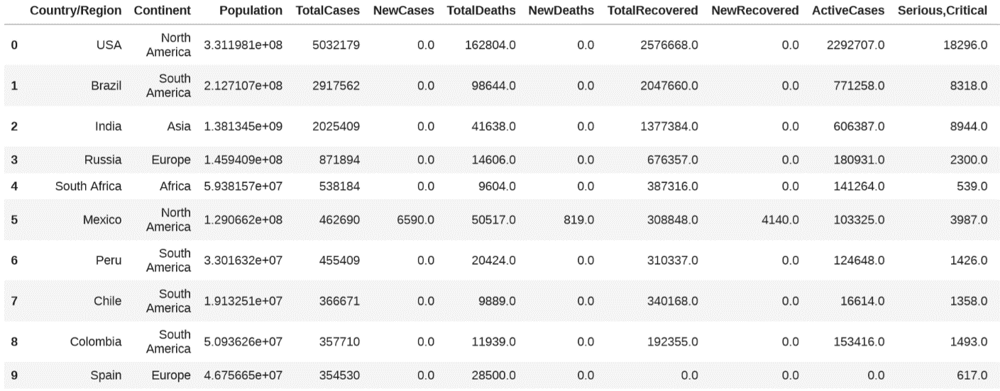 Country/Region Continent Population TotalCases NewCases TotalDeaths NewDeaths TotalRecovered NewRecovered ActiveCases Serious,Critical
0 USA North America 3.311981e+08 5032179 0.0 162804.0 0.0 2576668.0 0.0 2292707.0 18296.0
1 Brazil South America 2.127107e+08 2917562 0.0 98644.0 0.0 2047660.0 0.0 771258.0 8318.0
2 India Asia 1.381345e+09 2025409 0.0 41638.0 0.0 1377384.0 0.0 606387.0 8944.0
3 Russia Europe 1.459409e+08 871894 0.0 14606.0 0.0 676357.0 0.0 180931.0 2300.0
4 South Africa Africa 5.938157e+07 538184 0.0 9604.0 0.0 387316.0 0.0 141264.0 539.0
5 Mexico North America 1.290662e+08 462690 6590.0 50517.0 819.0 308848.0 4140.0 103325.0 3987.0
6 Peru South America 3.301632e+07 455409 0.0 20424.0 0.0 310337.0 0.0 124648.0 1426.0
7 Chile South America 1.913251e+07 366671 0.0 9889.0 0.0 340168.0 0.0 16614.0 1358.0
8 Colombia South America 5.093626e+07 357710 0.0 11939.0 0.0 192355.0 0.0 153416.0 1493.0
9 Spain Europe 4.675665e+07 354530 0.0 28500.0 0.0 0.0 0.0 0.0 617.0